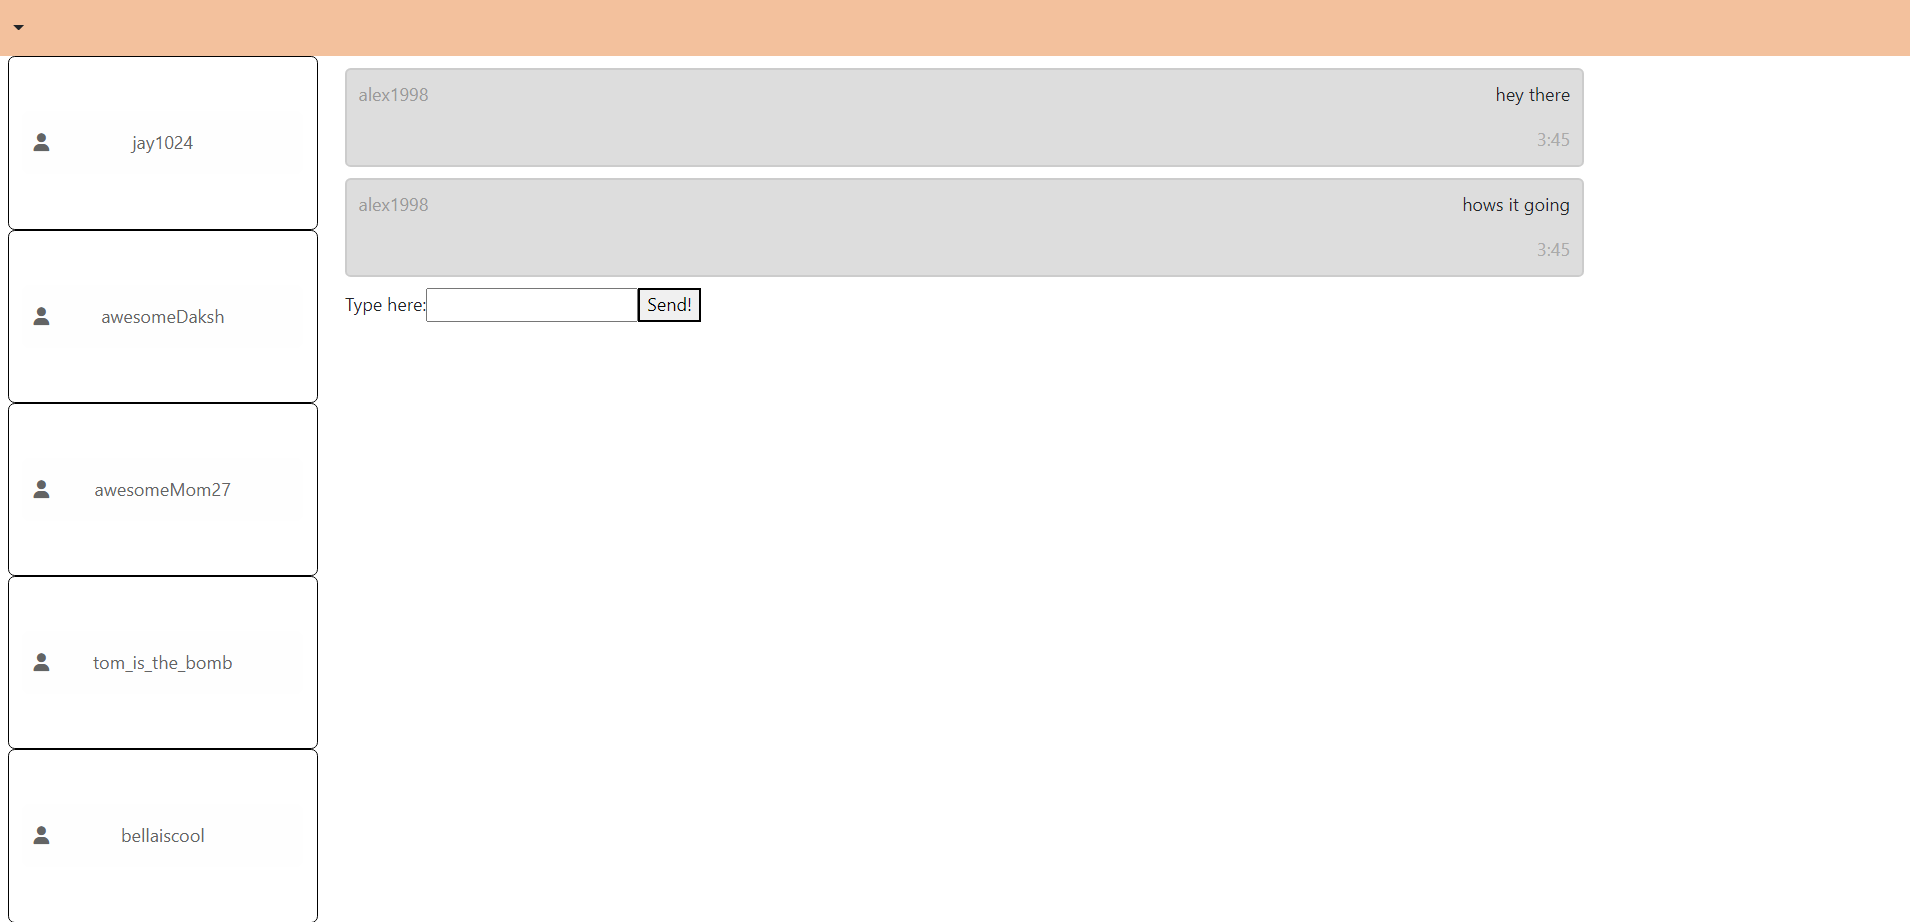 jay1024
awesomeDaksh
awesomeMom27
tom_is_the_bomb
bellaiscool
alex1998 hey there
3:45
alex1998 hows it going
3:45
Type here: Send!